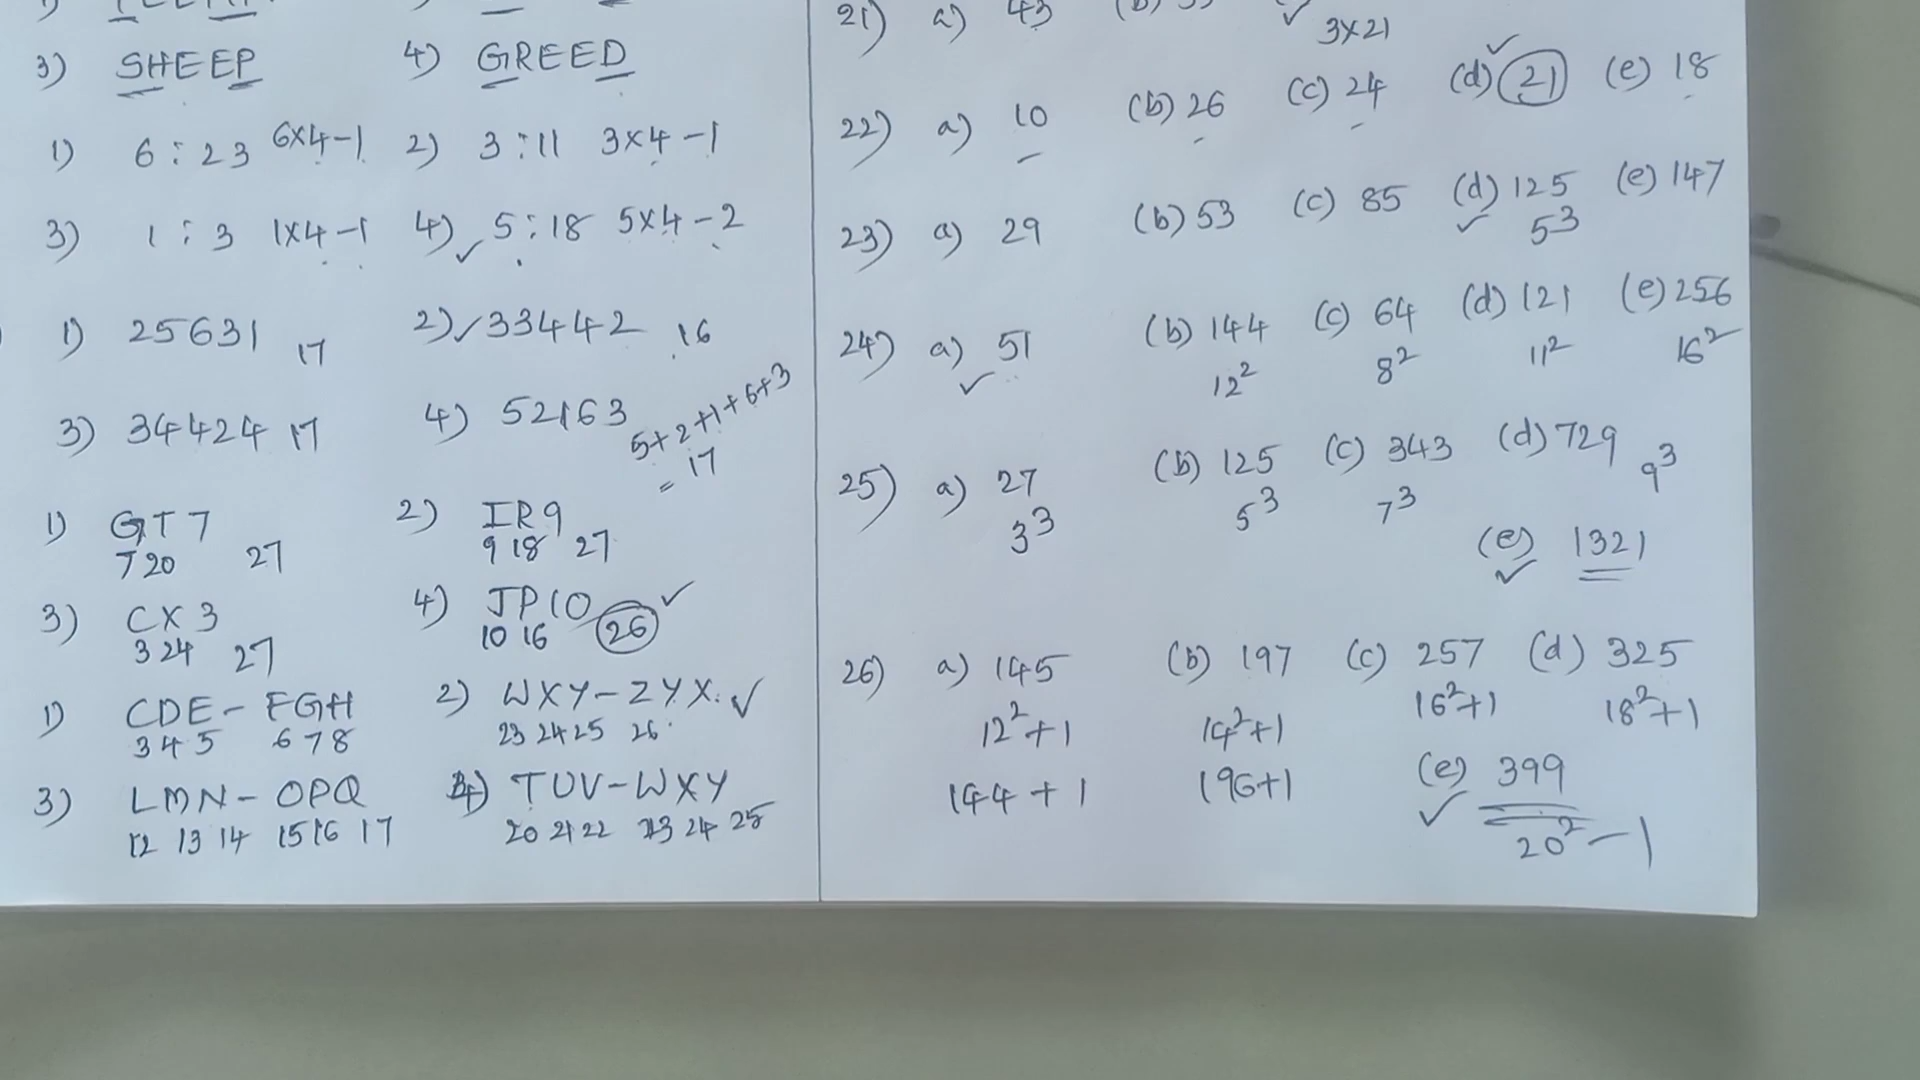 3) SHEEP 4) GREED
1) 6:23 6x4-1 2) 3:11 3x4-1
3) 1:3 1x4-1 4) ✓ 5:18 5x4-2
1) 25631 17 2) ✓ 33442 16
3) 34424 17 4) 52163 5+2+1+6+3
= 17
1) GT7 2) IR9
7 20 27 9 18 27
3) CX3 4) JP10 ✓
3 24 27 10 16 26
1) CDE-FGH 2) WXY-ZYX. ✓
3 4 5 6 7 8 23 24 25 26
3) LMN-OPQ 4) TUV-WXY
12 13 14 15 16 17 20 21 22 23 24 25
21) a) 43 (b)
✓ 3x21
22) a) 10 (b) 26 (c) 24 (d) ✓ 21 (e) 18
23) a) 29 (b) 53 (c) 85 (d) 125 (e) 147
✓ 5³
24) a) 51 (b) 144 (c) 64 (d) 121 (e) 256
✓ 12² 8² 11² 16²
25) a) 27 (b) 125 (c) 343 (d) 729
3³ 5³ 7³ 9³
(e) 1321
✓
26) a) 145 (b) 197 (c) 257 (d) 325
12²+1 14²+1 16²+1 18²+1
144+1 196+1 (e) 399
✓ 20²-1